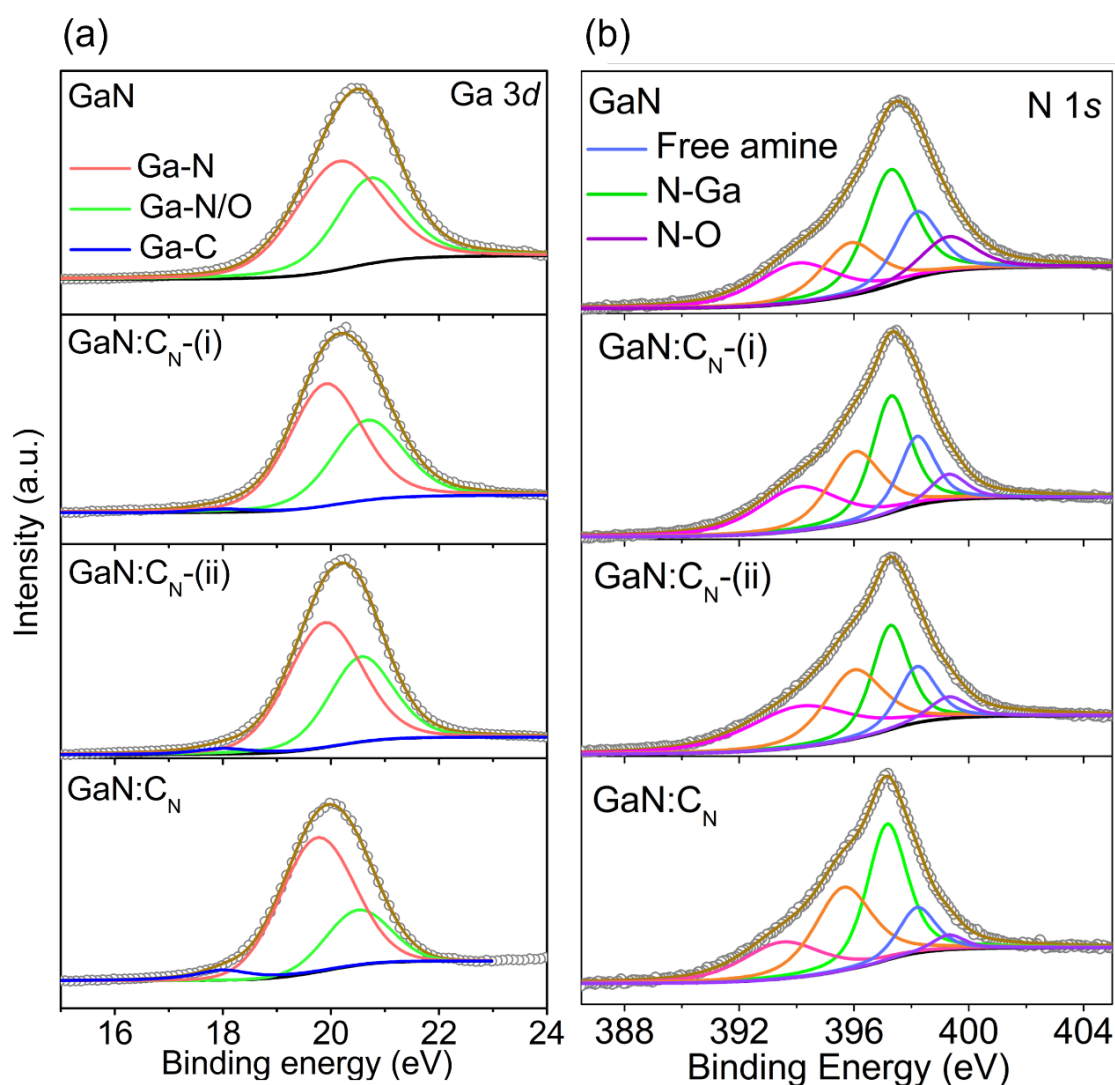 (a)
GaN
Ga 3d
Ga-N
Ga-N/O
Ga-C
GaN:C_N-(i)
GaN:C_N-(ii)
GaN:C_N
Intensity (a.u.)
16 18 20 22 24
Binding energy (eV)
(b)
GaN
N 1s
Free amine
N-Ga
N-O
GaN:C_N-(i)
GaN:C_N-(ii)
GaN:C_N
388 392 396 400 404
Binding Energy (eV)